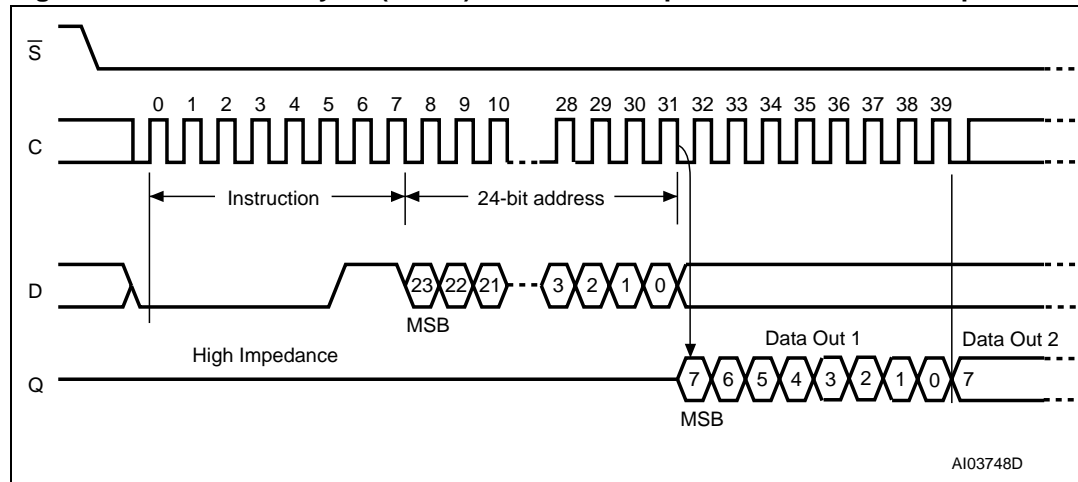 S
0 1 2 3 4 5 6 7 8 9 10 28 29 30 31 32 33 34 35 36 37 38 39
C
Instruction 24-bit address
D 23 22 21 3 2 1 0
MSB
High Impedance Data Out 1 Data Out 2
Q 7 6 5 4 3 2 1 0 7
MSB
AI03748D